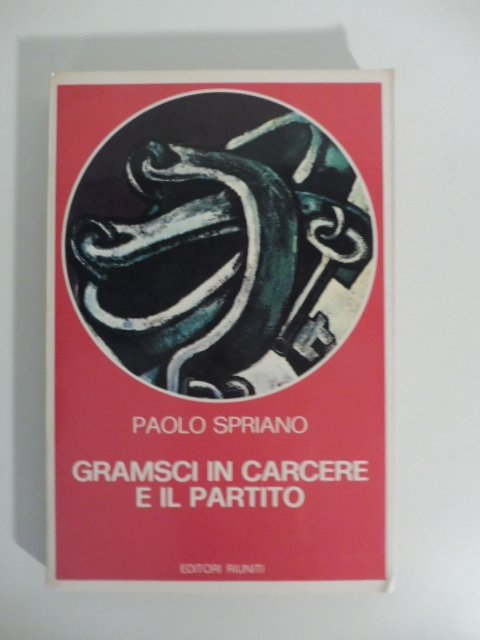 PAOLO SPRIANO
GRAMSCI IN CARCERE
E IL PARTITO
EDITORI RIUNITI